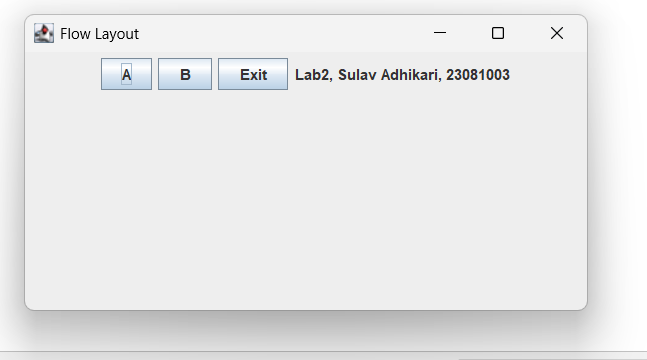 Flow Layout
A B Exit Lab2, Sulav Adhikari, 23081003